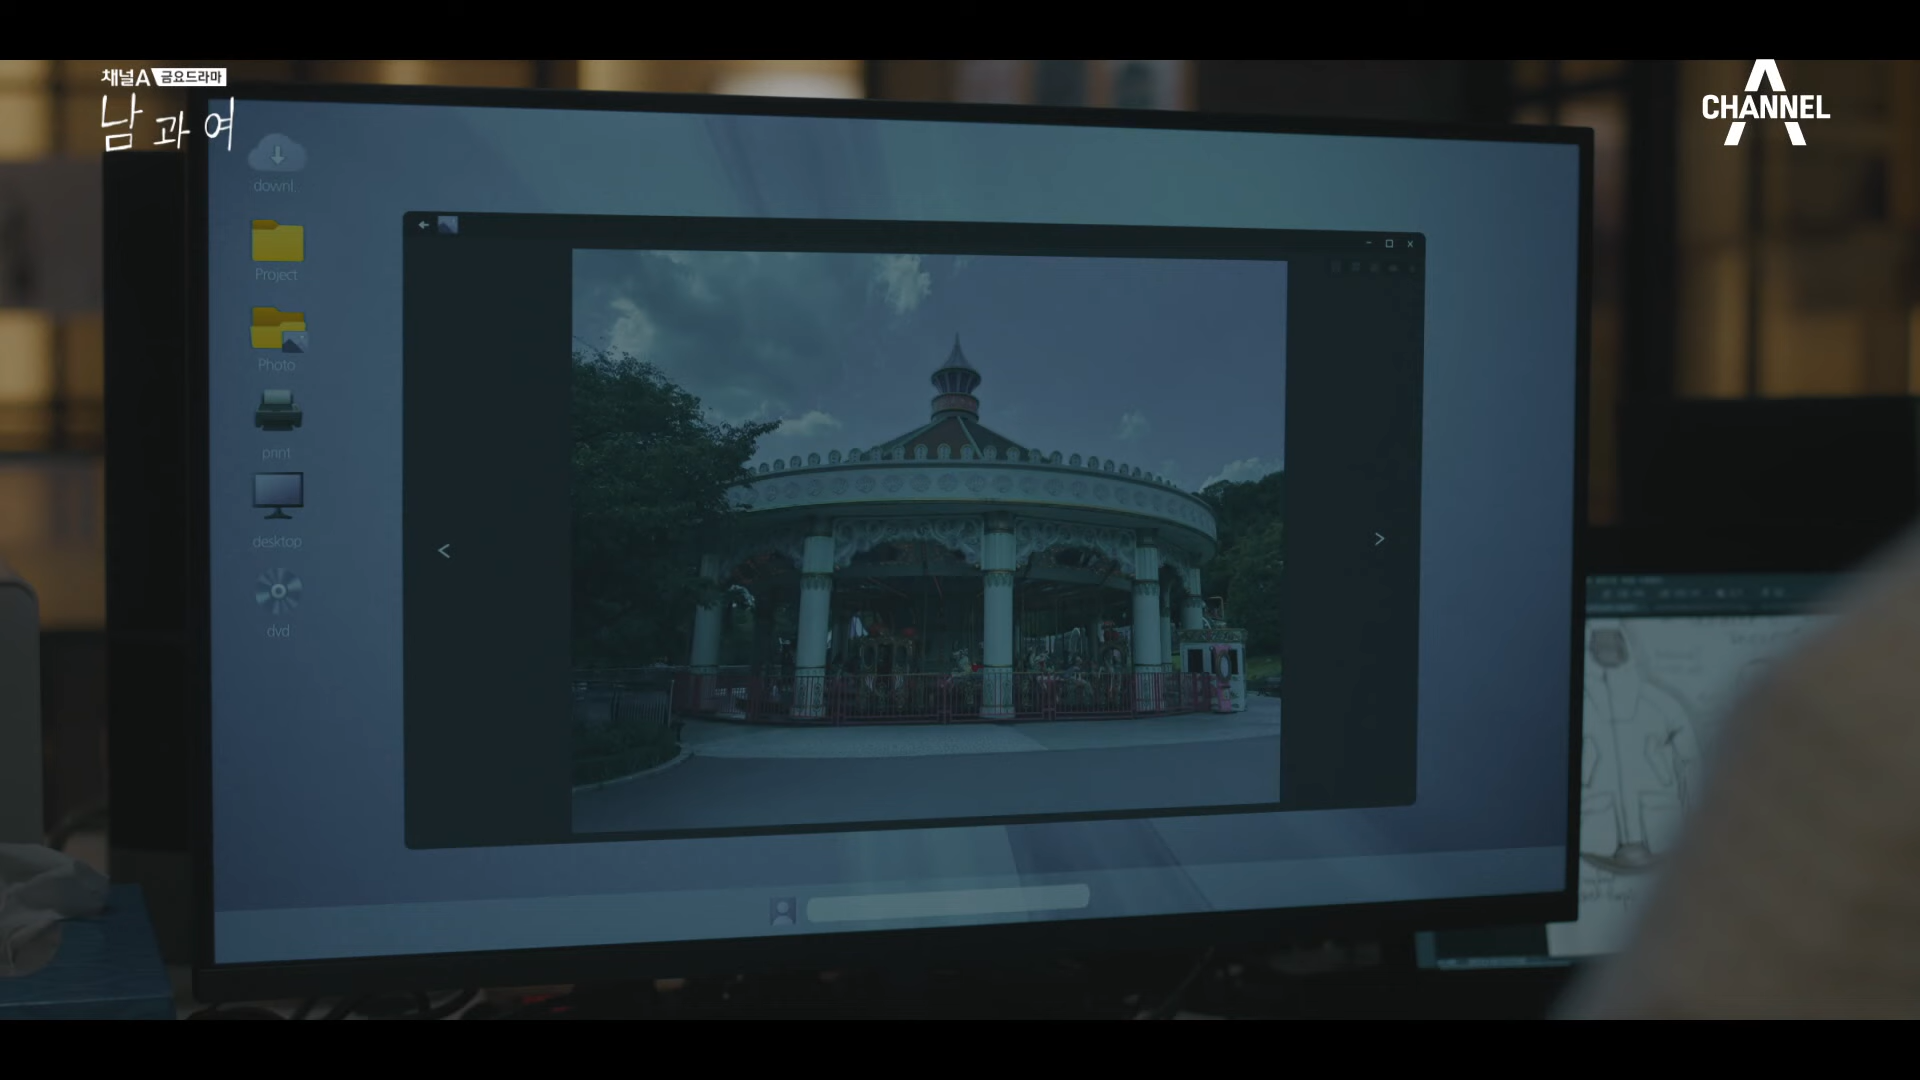 채널A 금요드라마
남과여
CHANNEL A
downl.
Project
Photo
print
desktop
dvd